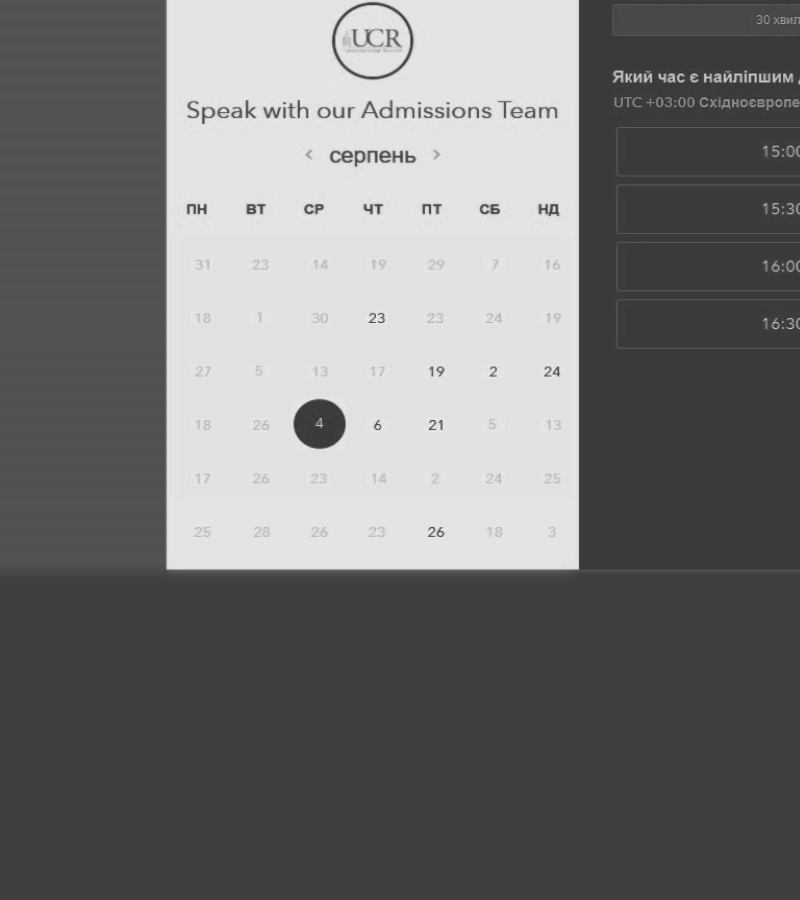 UCR
Speak with our Admissions Team
< серпень >
ПН ВТ СР ЧТ ПТ СБ НД
31 23 14 19 29 7 16
18 1 30 23 23 24 19
27 5 13 17 19 2 24
18 26 4 6 21 5 13
17 26 23 14 2 24 25
25 28 26 23 26 18 3
30 хвил
Який час є найліпшим
UTC +03:00 Східноєвропе
15:00
15:30
16:00
16:30